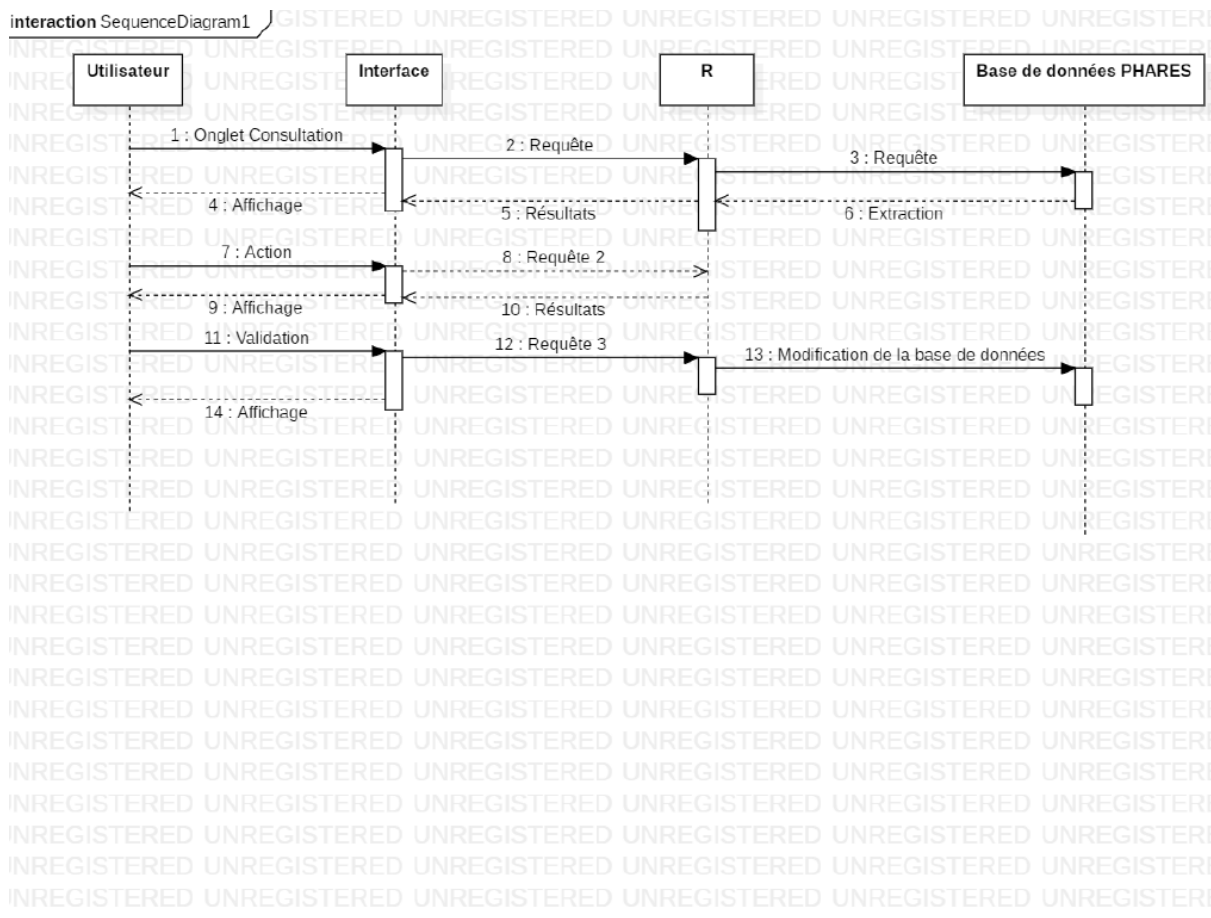 interaction SequenceDiagram1
Utilisateur
Interface
R
Base de données PHARES
1 : Onglet Consultation
2 : Requête
3 : Requête
4 : Affichage
5 : Résultats
6 : Extraction
7 : Action
8 : Requête 2
9 : Affichage
10 : Résultats
11 : Validation
12 : Requête 3
13 : Modification de la base de données
14 : Affichage
UNREGISTERED